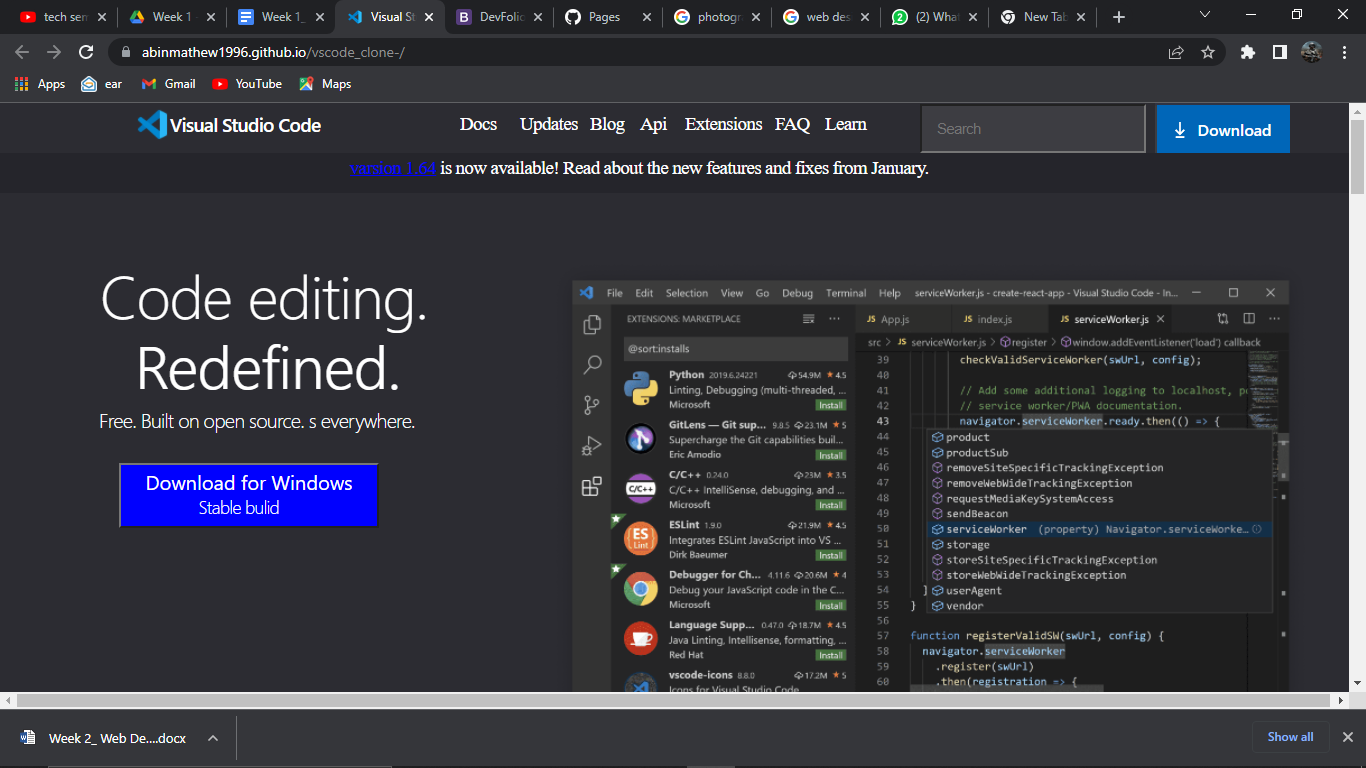 tech sem
Week 1 -
Week 1_
Visual St
DevFolio
Pages
photogr
web des
(2) What
New Tab
abinmathew1996.github.io/vscode_clone-/
Apps
ear
Gmail
YouTube
Maps
Visual Studio Code
Docs Updates Blog Api Extensions FAQ Learn
Search
Download
varsion 1.64 is now available! Read about the new features and fixes from January.
Code editing.
Redefined.
Free. Built on open source. s everywhere.
Download for Windows
Stable bulid
File Edit Selection View Go Debug Terminal Help serviceWorker.js - create-react-app - Visual Studio Code - In...
EXTENSIONS: MARKETPLACE ...
@sort:installs
Python 2019.6.24221 54.9M 4.5
Linting, Debugging (multi-threaded, ...
Microsoft Install
GitLens — Git sup... 9.8.5 23.1M 5
Supercharge the Git capabilities buil...
Eric Amodio Install
C/C++
C/C++ 0.24.0 23M 3.5
C/C++ IntelliSense, debugging, and ...
Microsoft Install
ES
Lint
ESLint 1.9.0 21.9M 4.5
Integrates ESLint JavaScript into VS ...
Dirk Baeumer Install
Debugger for Ch... 4.11.6 20.6M 4
Debug your JavaScript code in the C...
Microsoft Install
Language Supp... 0.47.0 18.7M 4.5
Java Linting, Intellisense, formatting, ...
Red Hat Install
vscode-icons 8.8.0 17.2M 5
Icons for Visual Studio Code
JS App.js JS index.js JS serviceWorker.js ...
src > JS serviceWorker.js > register > window.addEventListener('load') callback
39 checkValidServiceWorker(swUrl, config);
40
41 // Add some additional logging to localhost, p
42 // service worker/PWA documentation.
43 navigator.serviceWorker.ready.then(() => {
44 product
45 productSub
46 removeSiteSpecificTrackingException
47 removeWebWideTrackingException
48 requestMediaKeySystemAccess
49 sendBeacon
50 serviceWorker (property) Navigator.serviceWorke...
51 storage
52 storeSiteSpecificTrackingException
53 storeWebWideTrackingException
54 } userAgent
55 } vendor
56
57 function registerValidSW(swUrl, config) {
58 navigator.serviceWorker
59 .register(swUrl)
60 .then(registration => {
Week 2_ Web De....docx
Show all